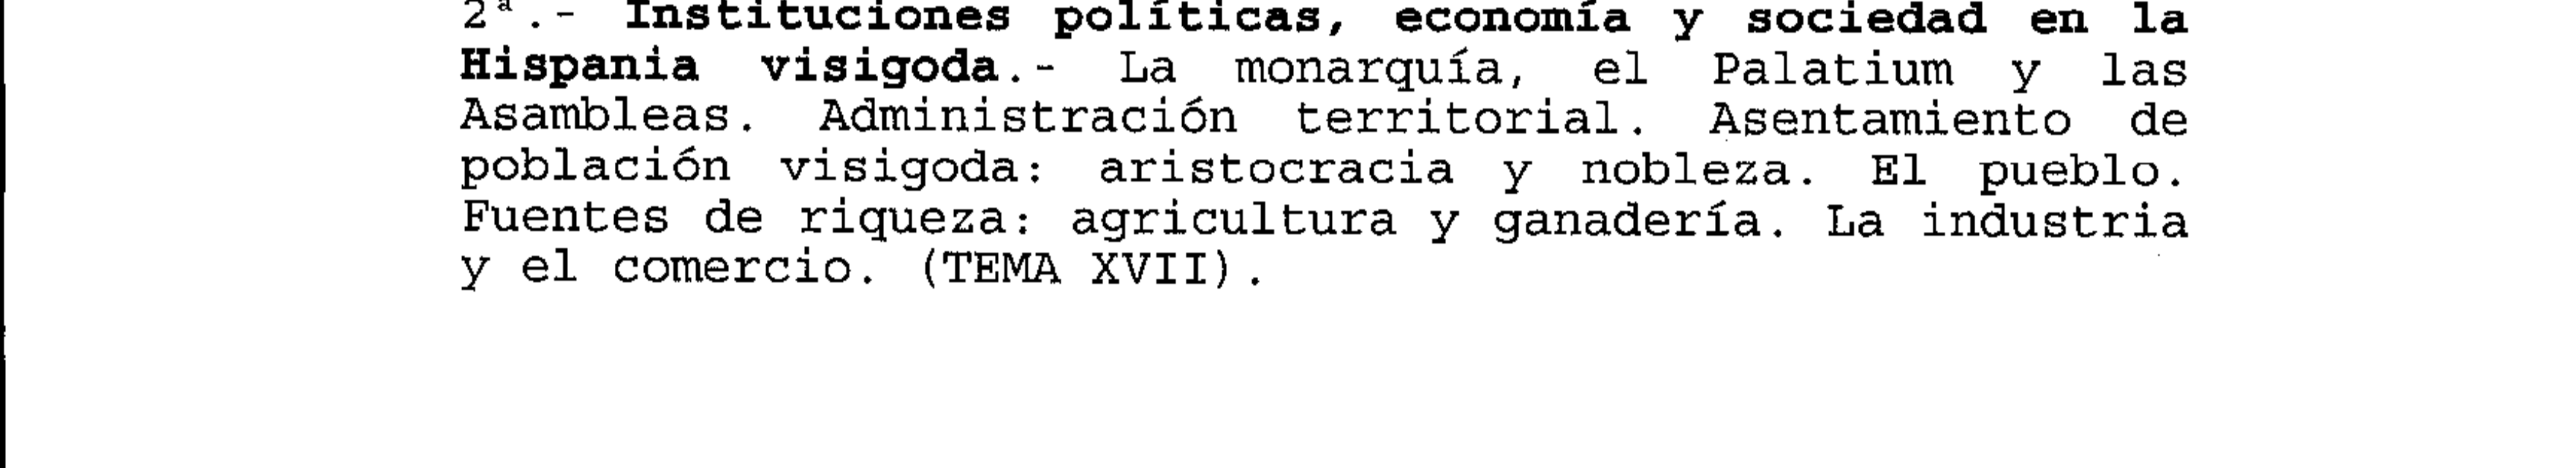 2ª.- Instituciones políticas, economía y sociedad en la
Hispania visigoda.- La monarquía, el Palatium y las
Asambleas. Administración territorial. Asentamiento de
población visigoda: aristocracia y nobleza. El pueblo.
Fuentes de riqueza: agricultura y ganadería. La industria
y el comercio. (TEMA XVII).